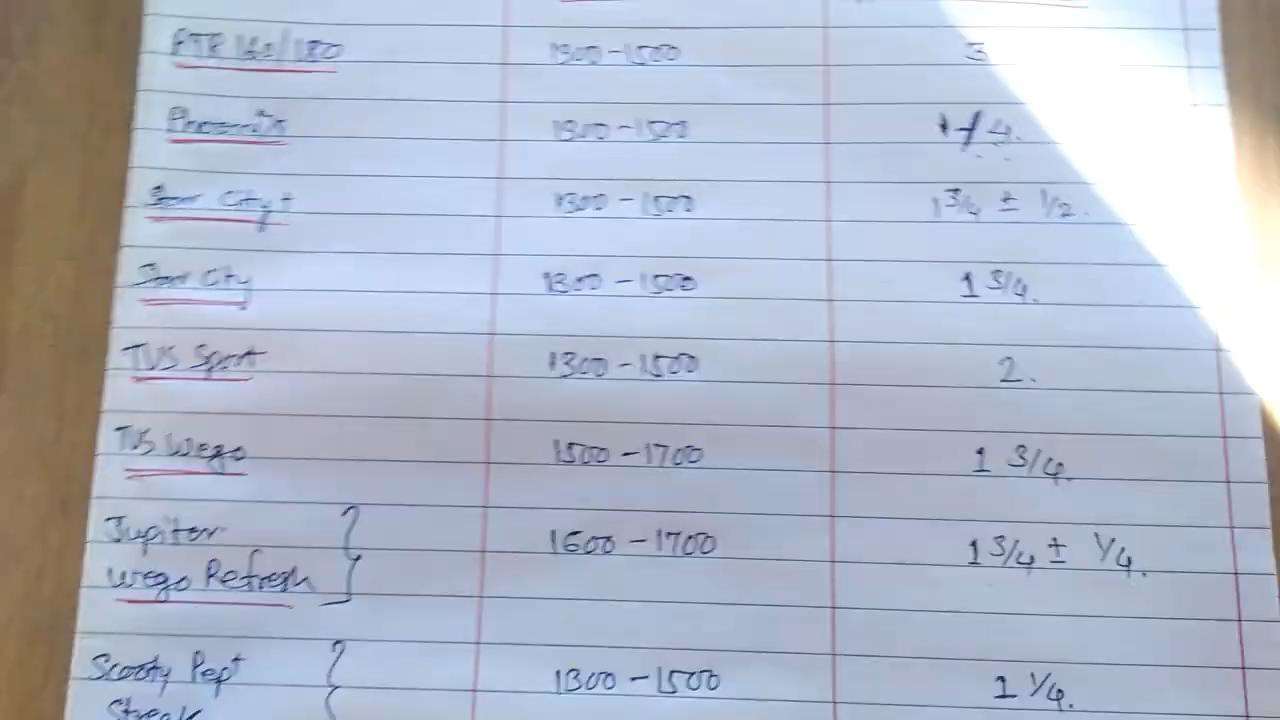 RTR 160/180 1300-1500 3
Phoenix 1300-1500 4.
Star City+ 1300-1500 1 3/4 ± 1/2.
Star City 1300-1500 1 3/4.
TVS Sport 1300-1500 2.
TVS Wego 1500-1700 1 3/4.
Jupiter
1600-1700 1 3/4 ± 1/4.
Wego Refresh
Scooty Pep+ 1300-1500 1 1/4.
Streak